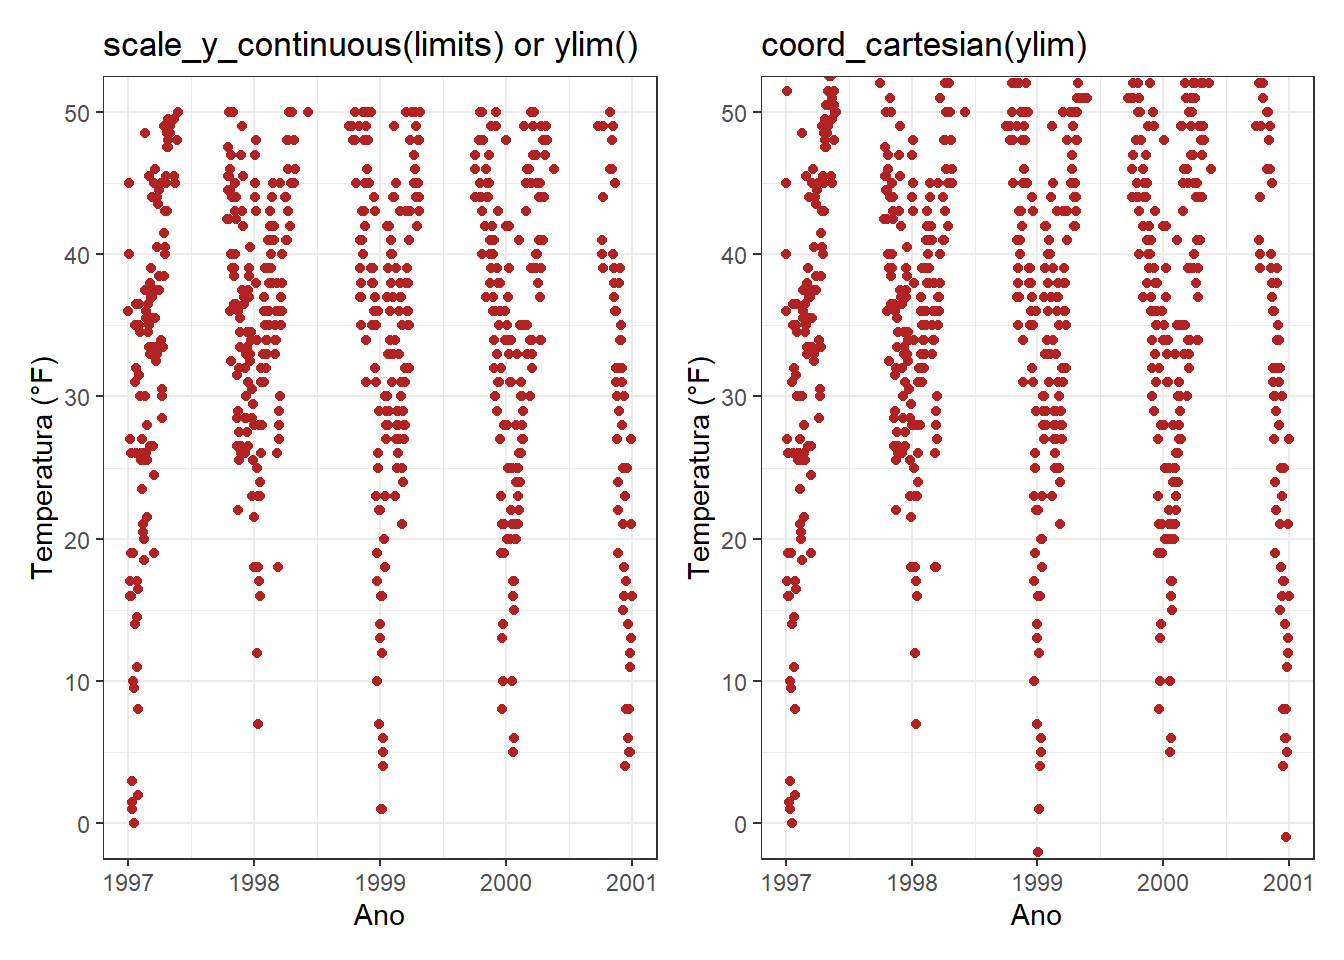 scale_y_continuous(limits) or ylim()
Temperatura (°F)
50
40
30
20
10
0
1997 1998 1999 2000 2001
Ano
coord_cartesian(ylim)
Temperatura (°F)
50
40
30
20
10
0
1997 1998 1999 2000 2001
Ano